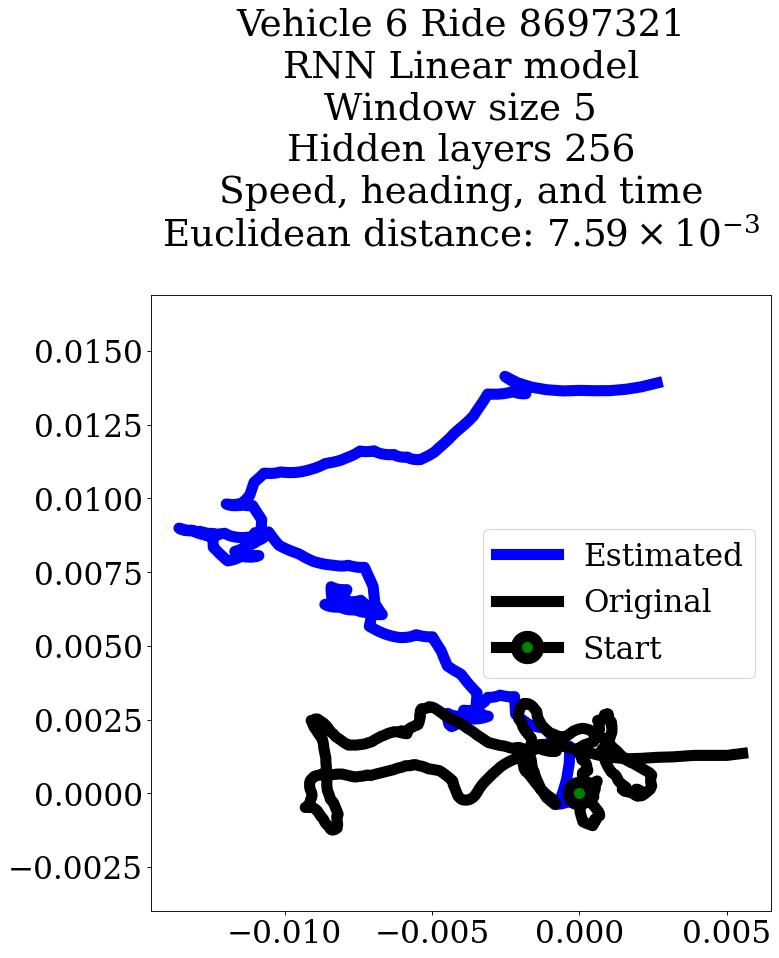 Vehicle 6 Ride 8697321
RNN Linear model
Window size 5
Hidden layers 256
Speed, heading, and time
Euclidean distance: 7.59 × 10⁻³
0.0150
0.0125
0.0100
0.0075
0.0050
0.0025
0.0000
−0.0025
Estimated
Original
Start
−0.010 −0.005 0.000 0.005